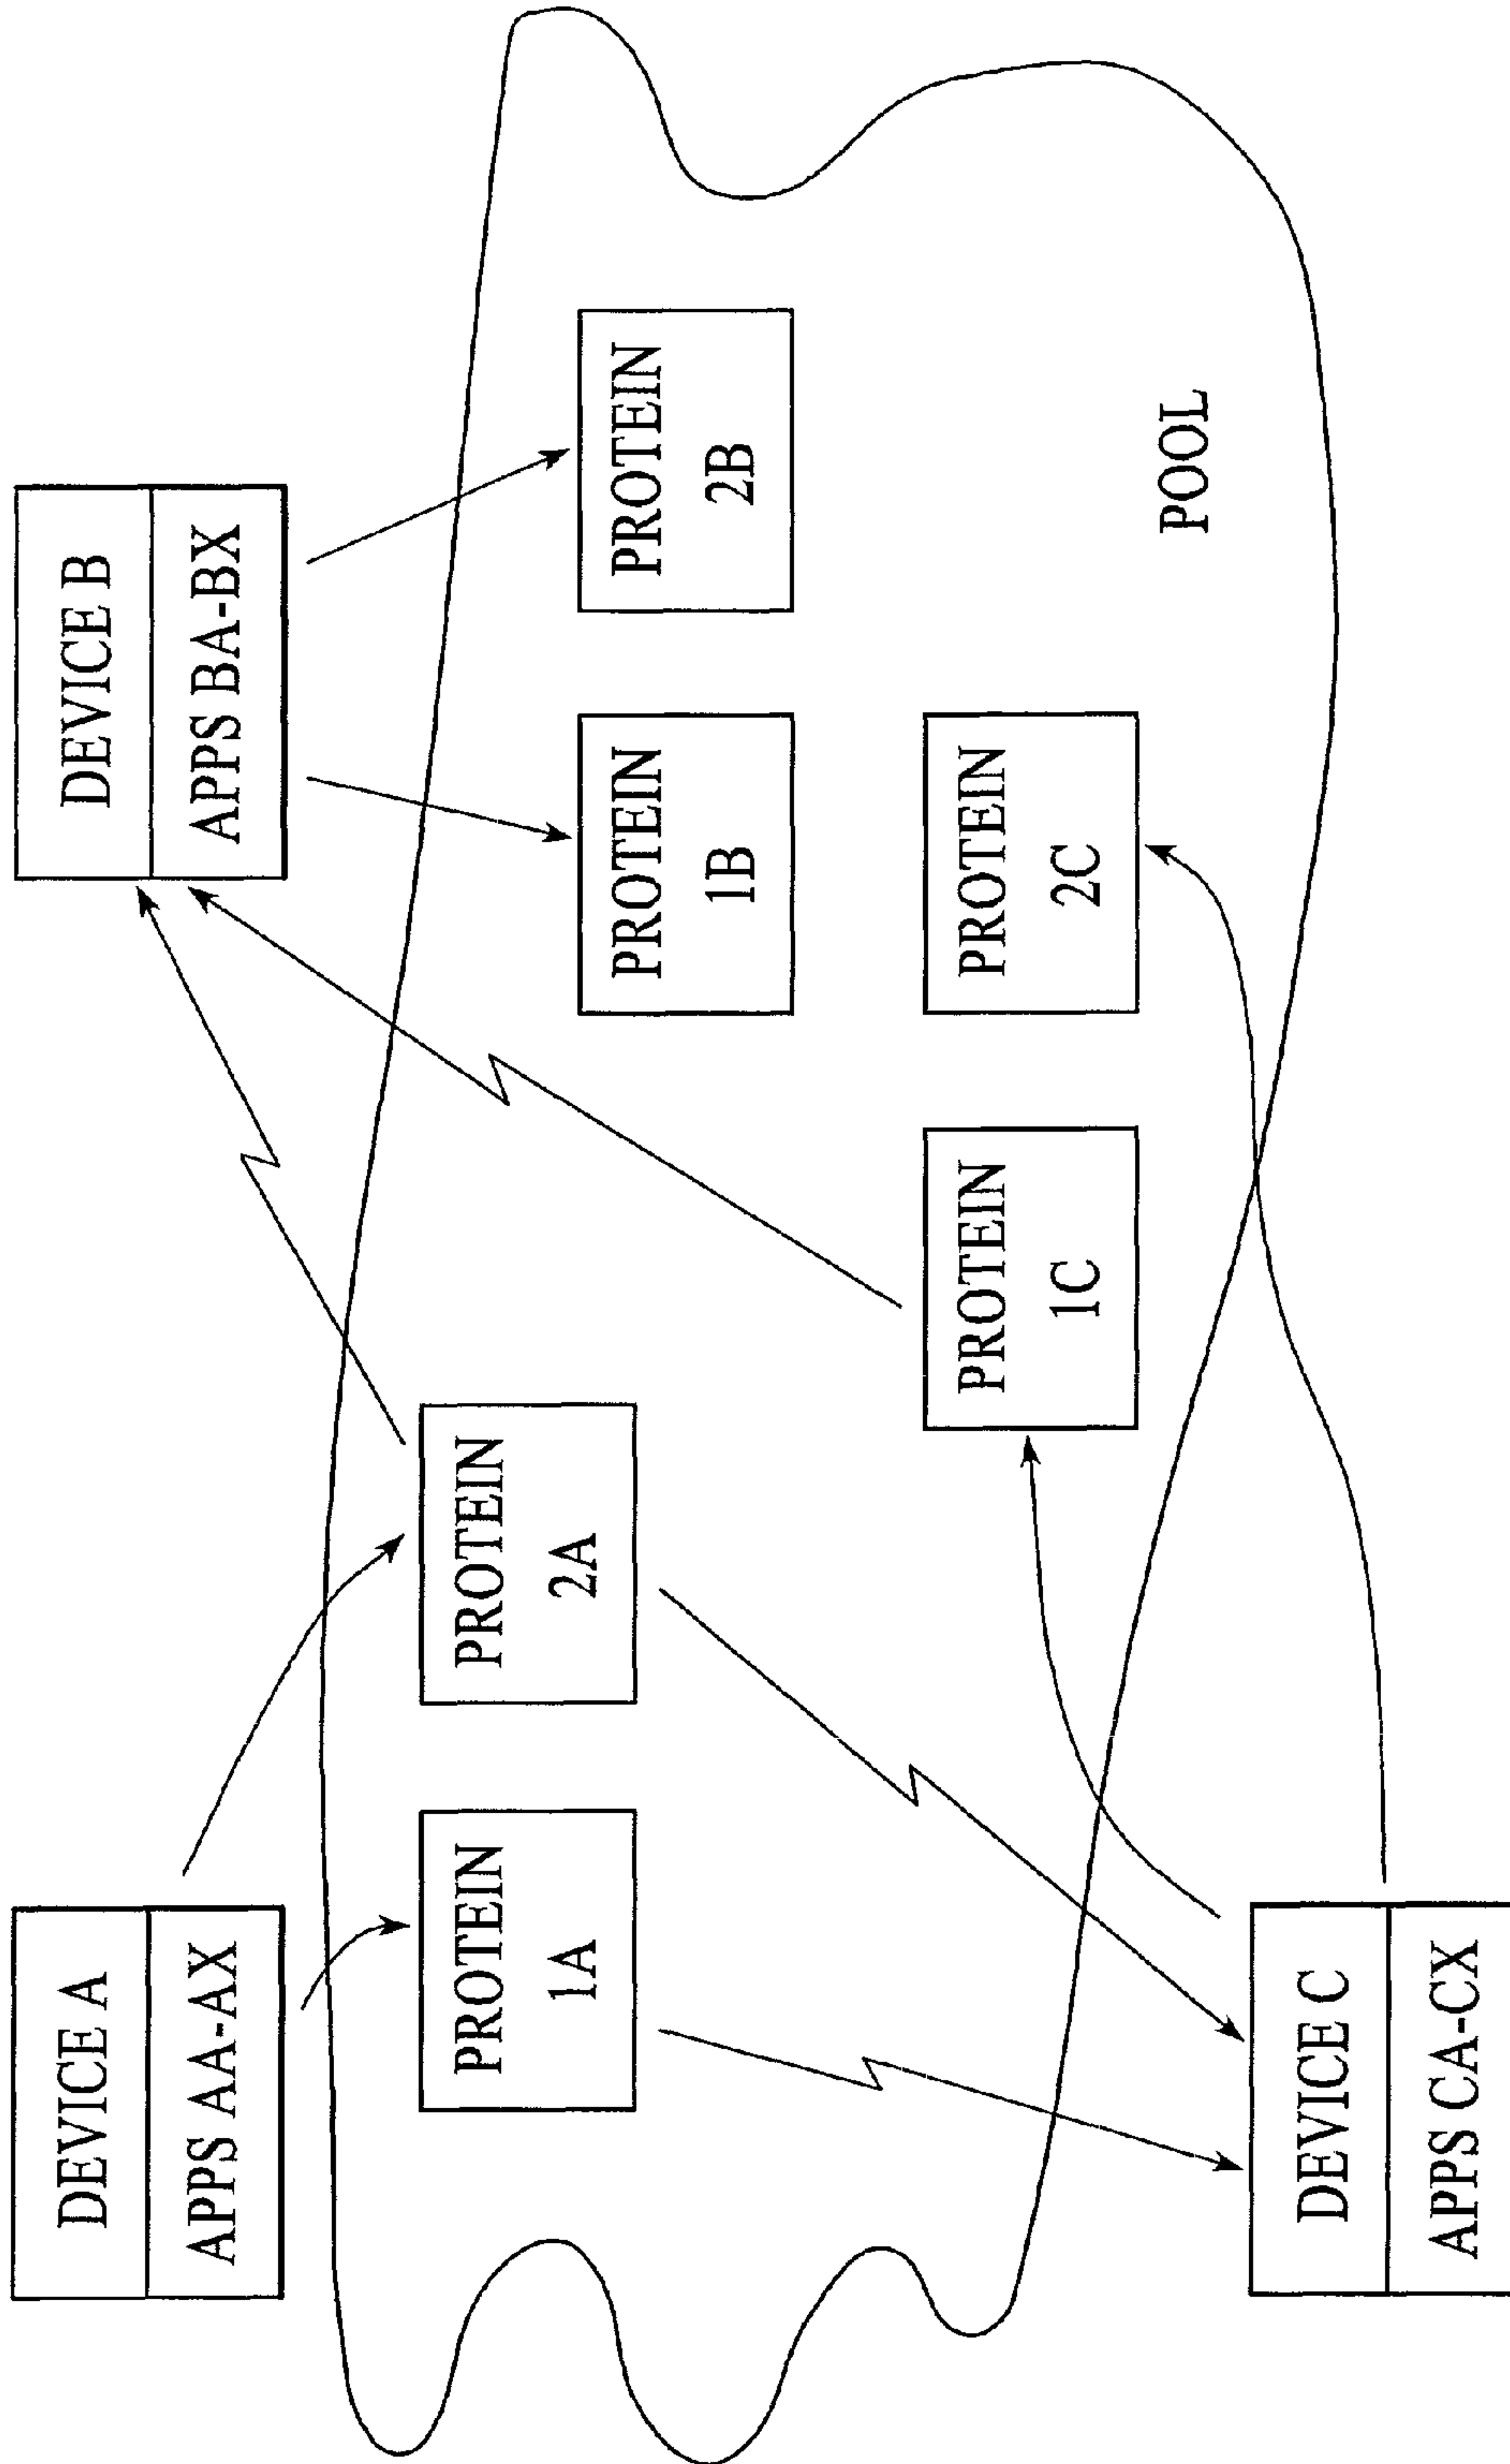 DEVICE A
APPS AA-AX
DEVICE B
APPS BA-BX
PROTEIN
1A
PROTEIN
2A
PROTEIN
1B
PROTEIN
2B
PROTEIN
1C
PROTEIN
2C
POOL
DEVICE C
APPS CA-CX